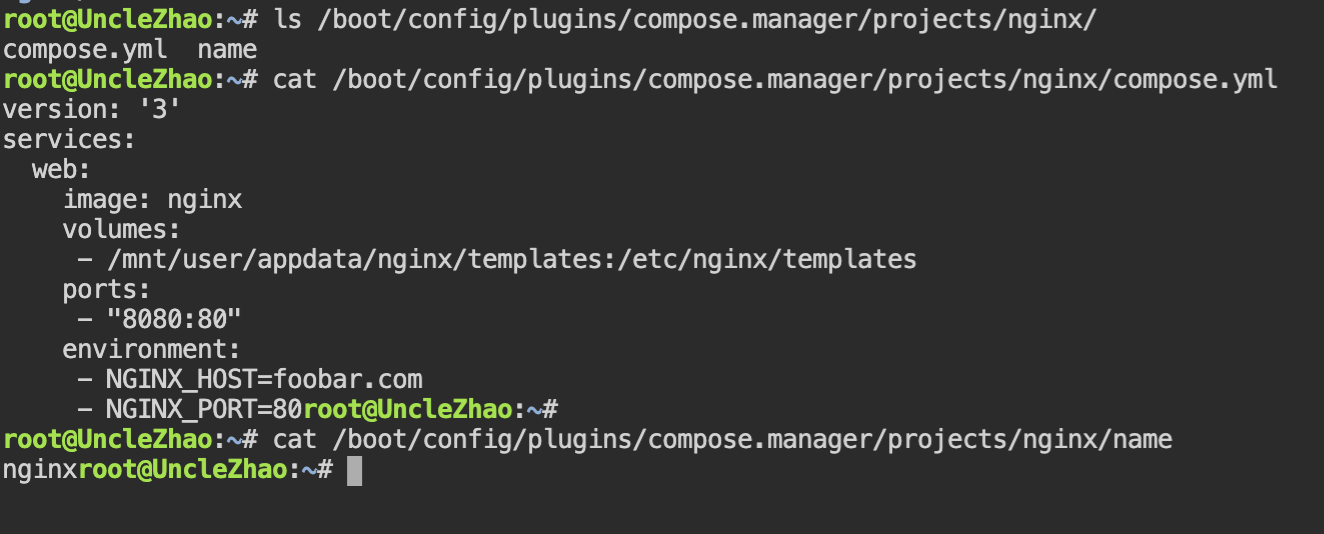 root@UncleZhao:~# ls /boot/config/plugins/compose.manager/projects/nginx/
compose.yml  name
root@UncleZhao:~# cat /boot/config/plugins/compose.manager/projects/nginx/compose.yml
version: '3'
services:
  web:
    image: nginx
    volumes:
     - /mnt/user/appdata/nginx/templates:/etc/nginx/templates
    ports:
     - "8080:80"
    environment:
     - NGINX_HOST=foobar.com
     - NGINX_PORT=80root@UncleZhao:~#
root@UncleZhao:~# cat /boot/config/plugins/compose.manager/projects/nginx/name
nginxroot@UncleZhao:~#